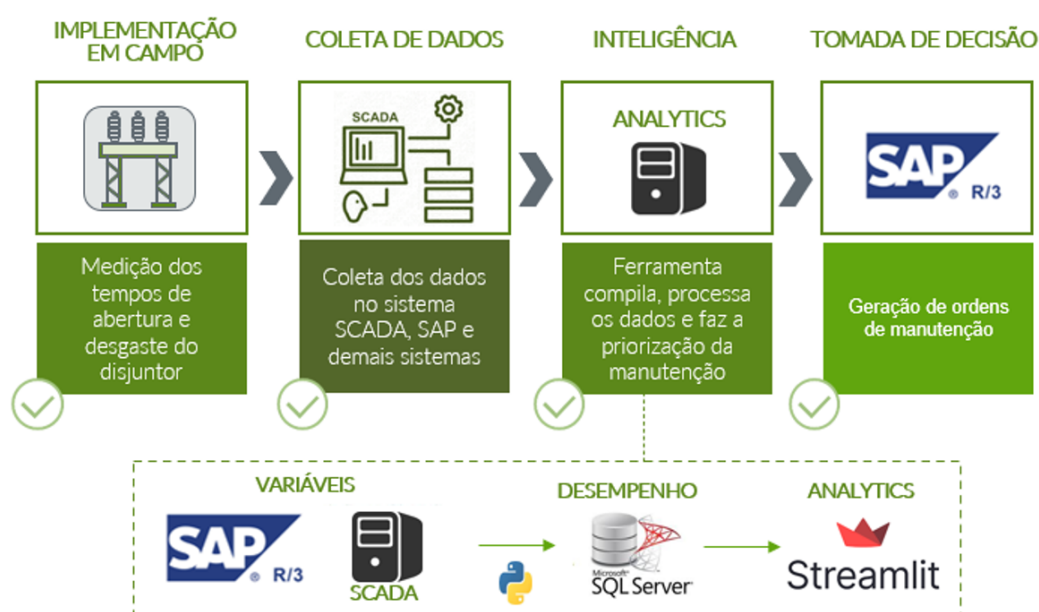 IMPLEMENTAÇÃO
EM CAMPO
COLETA DE DADOS
INTELIGÊNCIA
TOMADA DE DECISÃO
SCADA
ANALYTICS
SAP
® R/3
Medição dos
tempos de
abertura e
desgaste do
disjuntor
Coleta dos dados
no sistema
SCADA, SAP e
demais sistemas
Ferramenta
compila, processa
os dados e faz a
priorização da
manutenção
Geração de ordens
de manutenção
VARIÁVEIS
DESEMPENHO
ANALYTICS
SAP
® R/3
SCADA
Microsoft®
SQL Server®
Streamlit